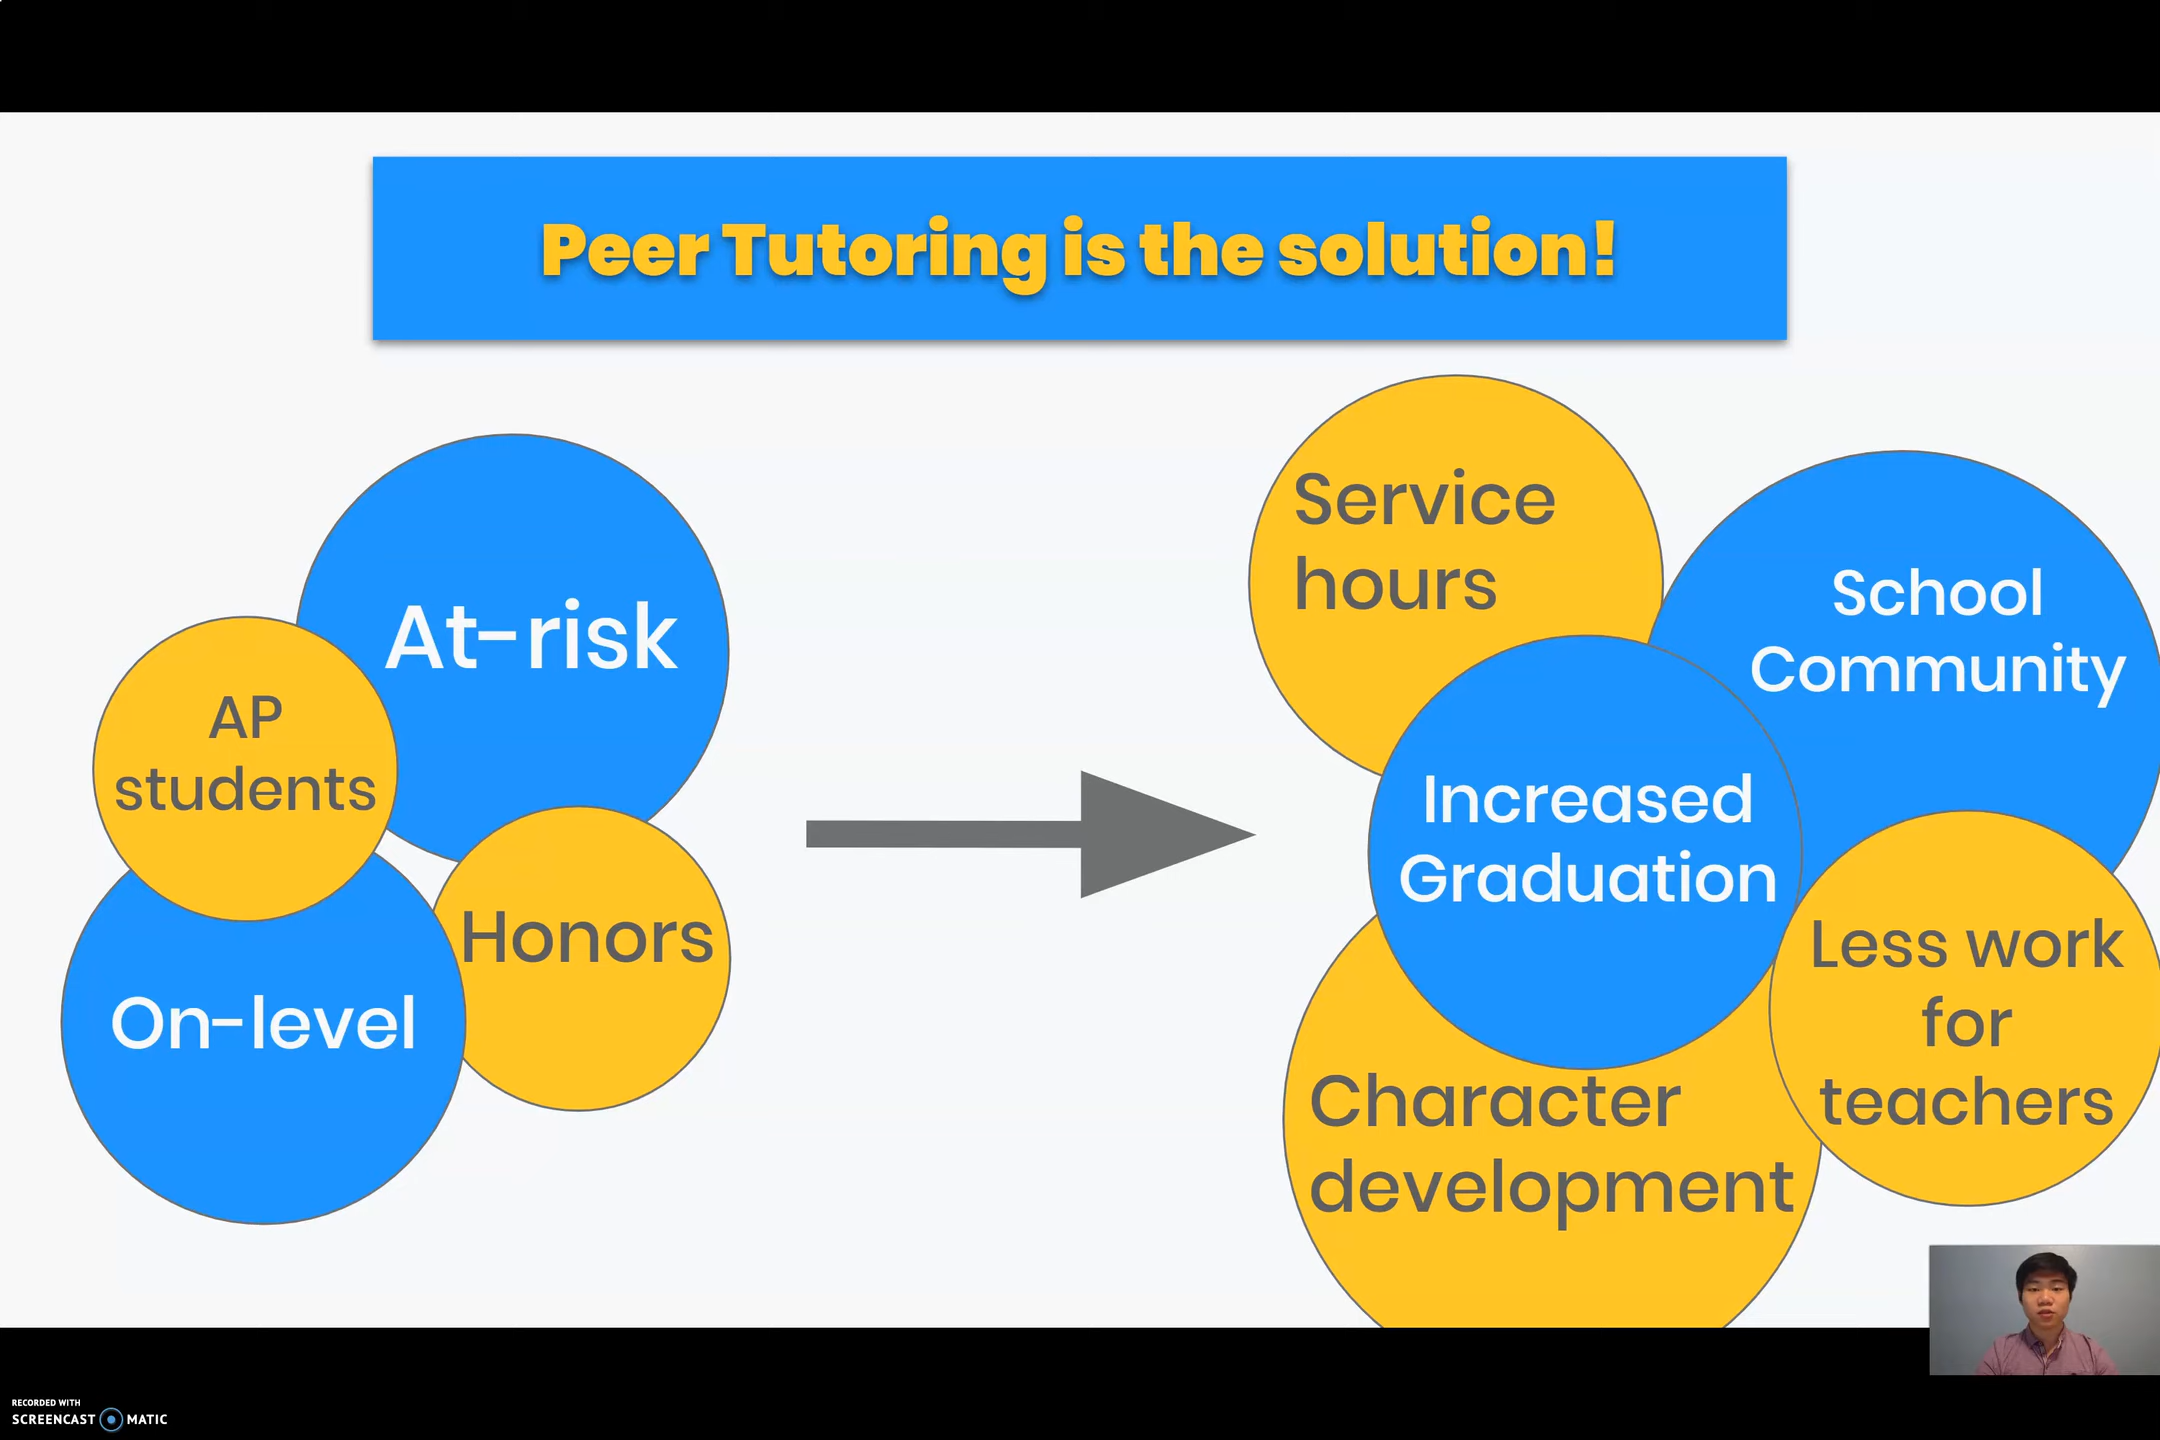 Peer Tutoring is the solution!
At-risk
AP
students
Honors
On-level
Service
hours
School
Community
Increased
Graduation
Less work
for
teachers
Character
development
RECORDED WITH
SCREENCAST MATIC